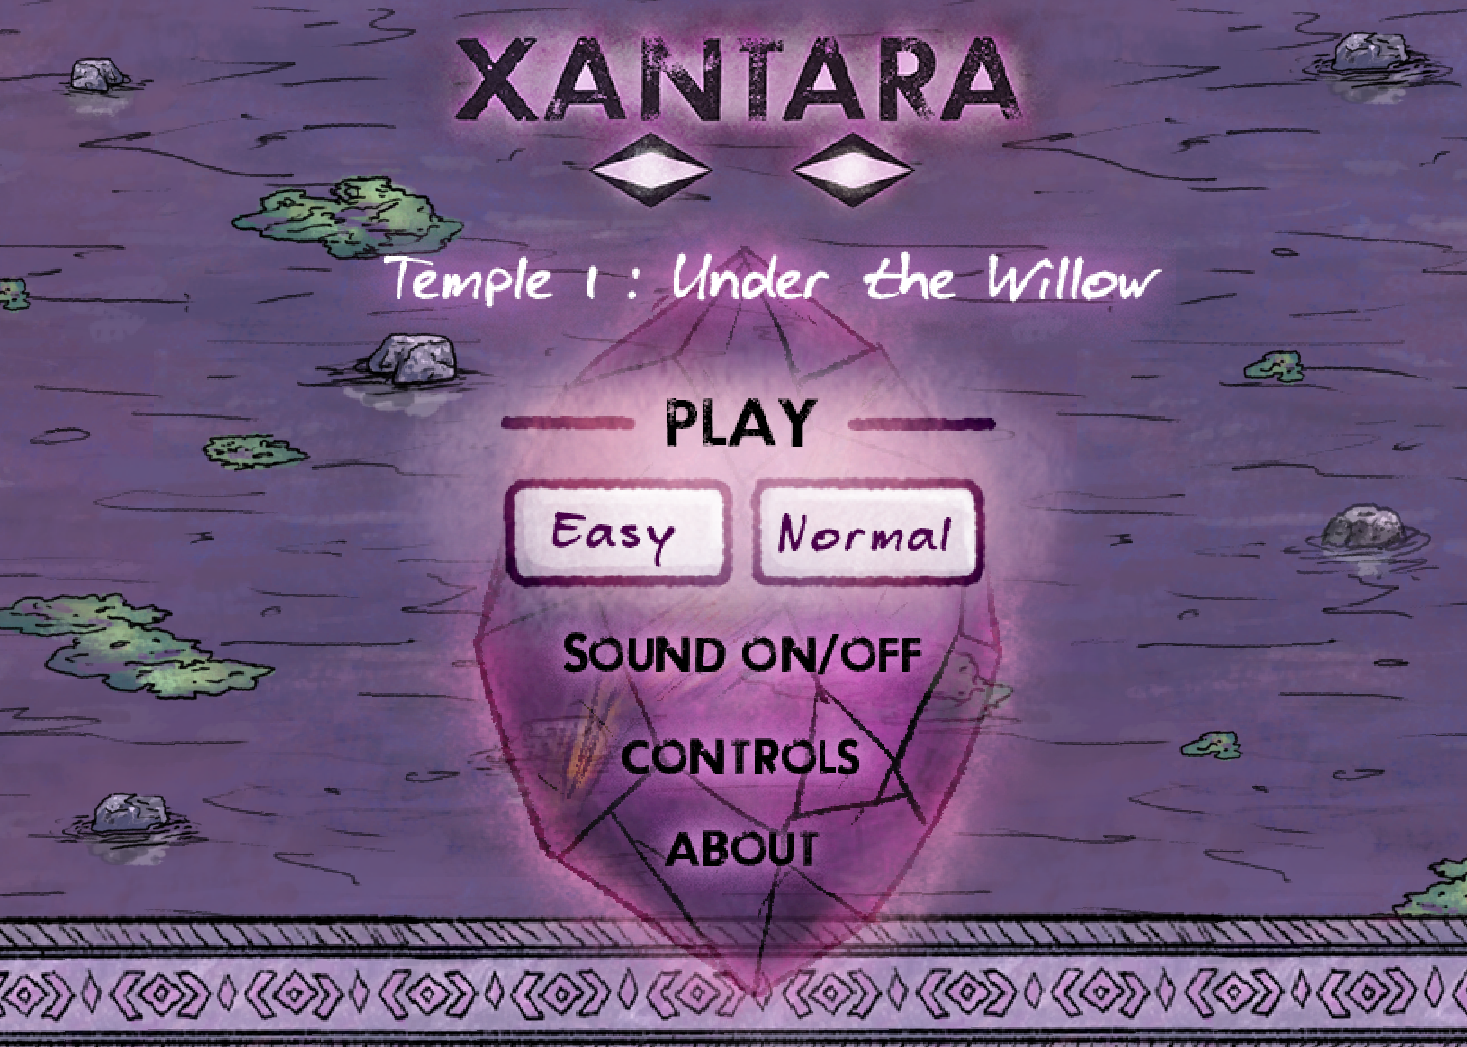 XANTARA
Temple 1 : Under the Willow
PLAY
Easy Normal
SOUND ON/OFF
CONTROLS
ABOUT